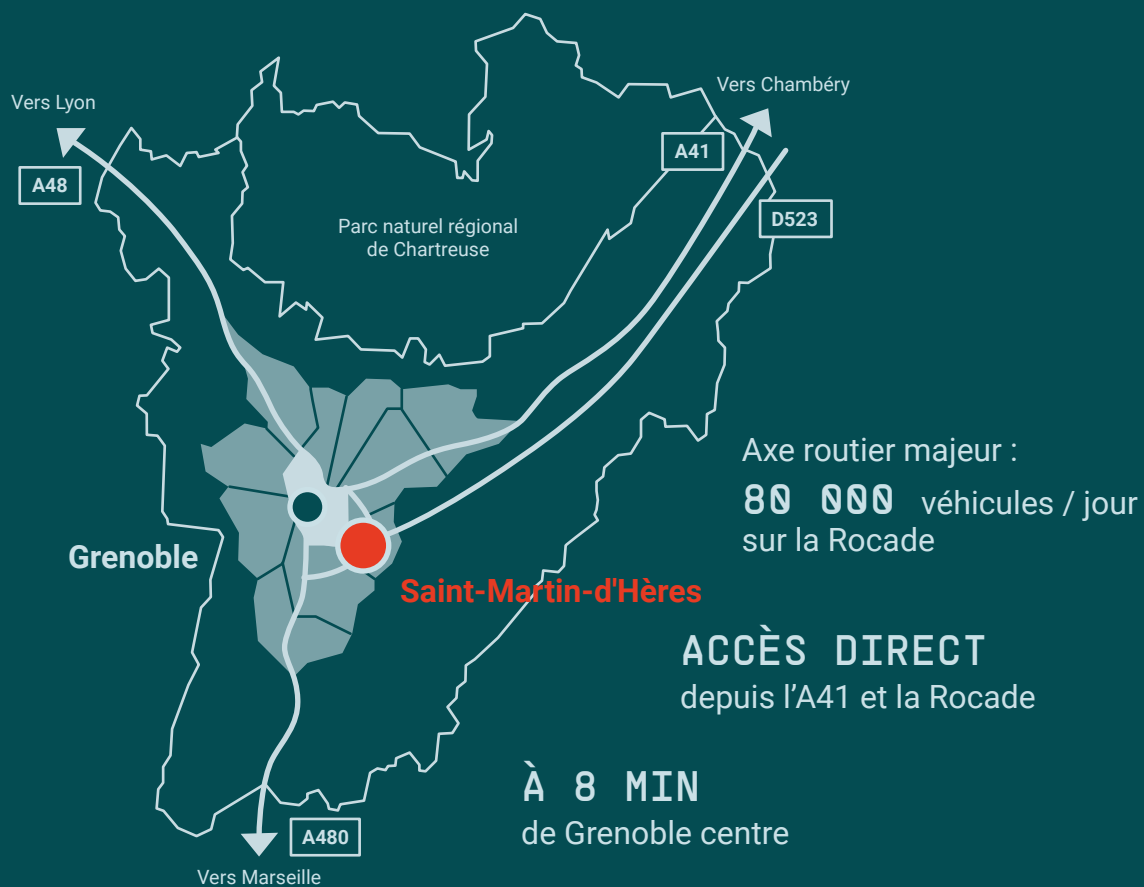 Vers Lyon
A48
Vers Chambéry
A41
D523
Parc naturel régional
de Chartreuse
Grenoble
Saint-Martin-d'Hères
Axe routier majeur :
80 000 véhicules / jour
sur la Rocade
ACCÈS DIRECT
depuis l'A41 et la Rocade
À 8 MIN
de Grenoble centre
A480
Vers Marseille